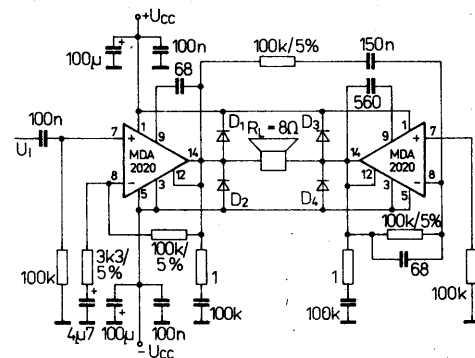 +UCC
100µ
100n
68
100k/5%
150n
560
100n
UI
7
8
1
9
+
−
MDA
2020
14
12
3
5
D1
D2
RL = 8Ω
D3
D4
14
9
1
7
+
−
MDA
2020
12
3
5
8
100k
3k3/
5%
100k/
5%
1
100k
100k/5%
68
1
100k
100k
4µ7
100µ
100n
-UCC